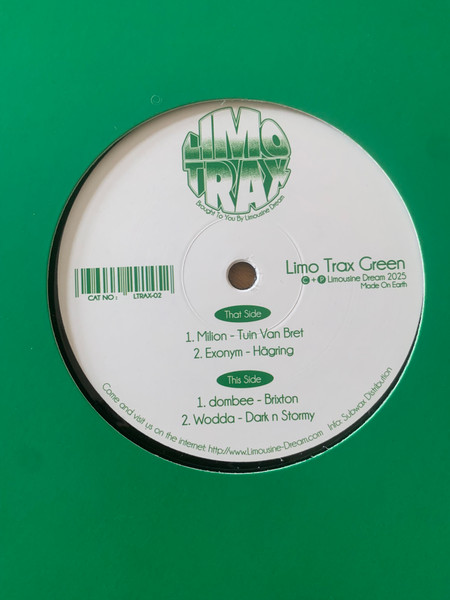 LIMO
TRAX
Brought To You By Limousine Dream
Limo Trax Green
C + P Limousine Dream 2025
Made On Earth
CAT NO : LTRAX-02
That Side
1. Milion - Tuin Van Bret
2. Exonym - Hägring
This Side
1. dombee - Brixton
2. Wodda - Dark n Stormy
Come and visit us on the internet: http://www.Limousine-Dream.com
Info: Subwax Distribution